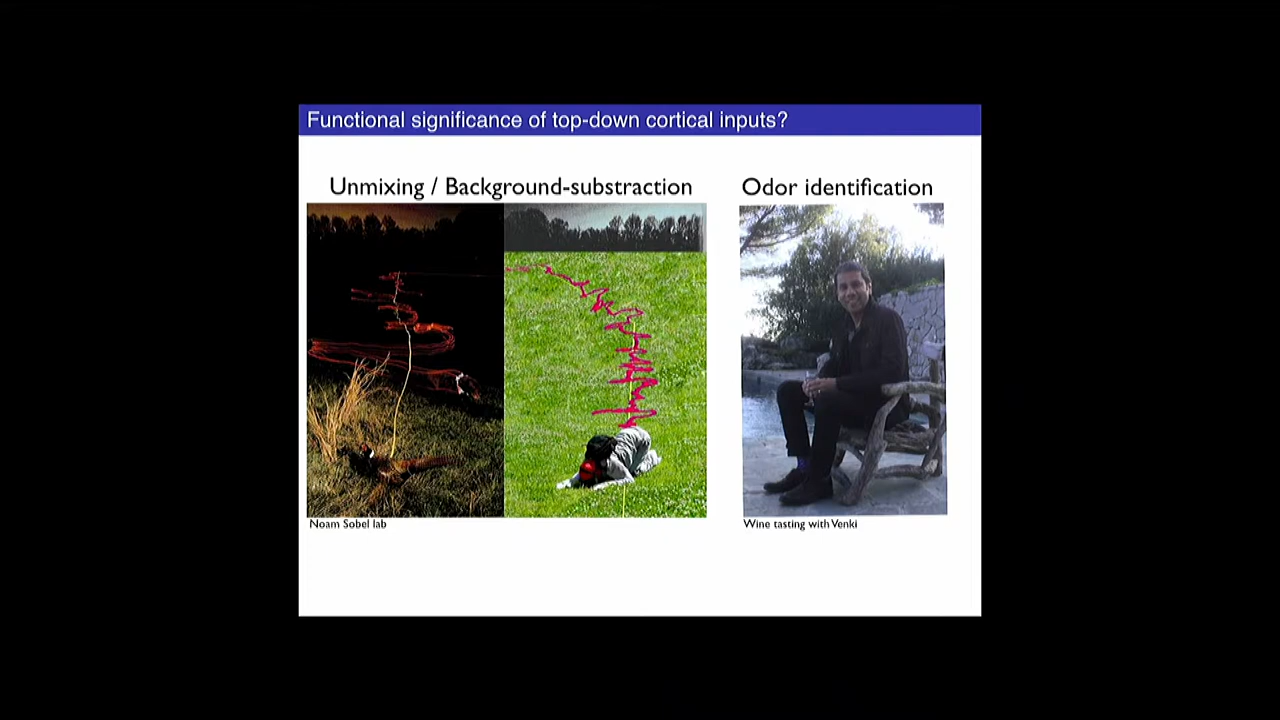 Functional significance of top-down cortical inputs?
Unmixing / Background-substraction
Odor identification
Noam Sobel lab
Wine tasting with Venki